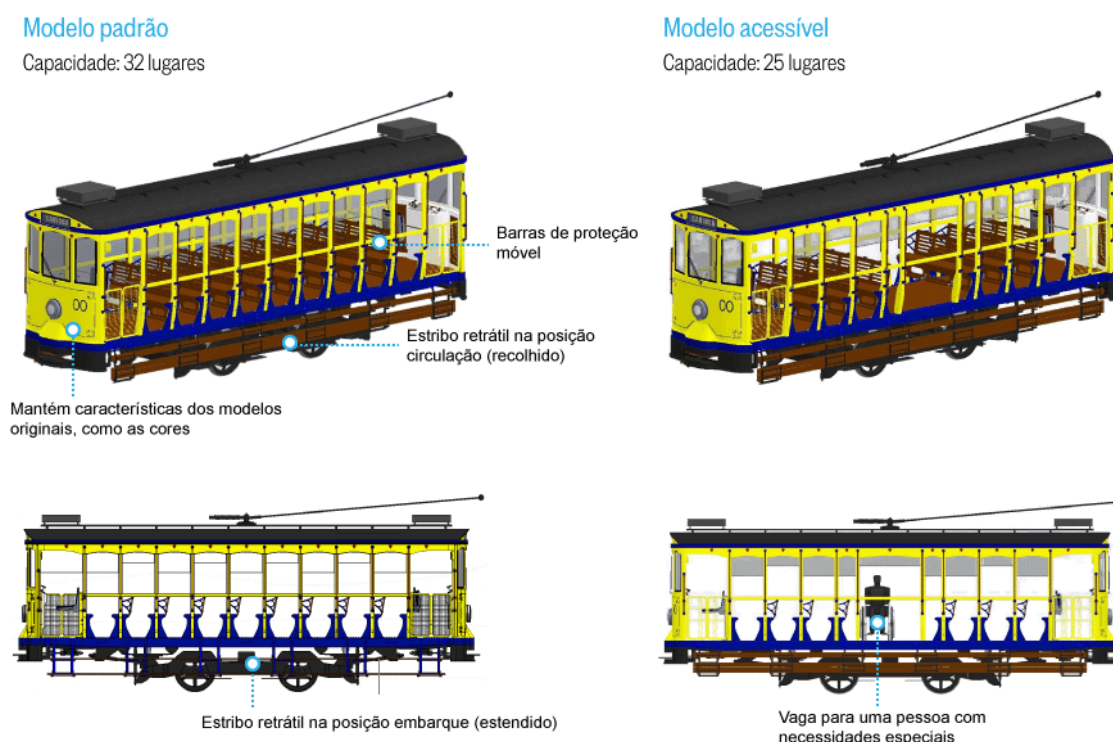 Modelo padrão
Capacidade: 32 lugares
Modelo acessível
Capacidade: 25 lugares
Barras de proteção
móvel
Estribo retrátil na posição
circulação (recolhido)
Mantém características dos modelos
originais, como as cores
Estribo retrátil na posição embarque (estendido)
Vaga para uma pessoa com
necessidades especiais